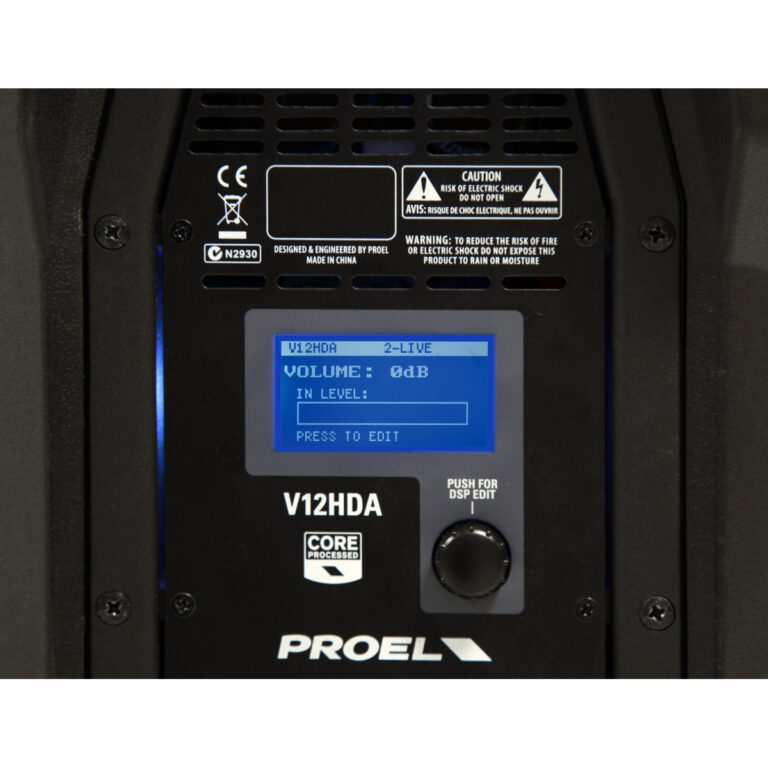 CE
CAUTION
RISK OF ELECTRIC SHOCK
DO NOT OPEN
AVIS: RISQUE DE CHOC ELECTRIQUE, NE PAS OUVRIR
N2930
DESIGNED & ENGINEERED BY PROEL
MADE IN CHINA
WARNING: TO REDUCE THE RISK OF FIRE
OR ELECTRIC SHOCK DO NOT EXPOSE THIS
PRODUCT TO RAIN OR MOISTURE
V12HDA 2-LIVE
VOLUME: 0dB
IN LEVEL:
PRESS TO EDIT
PUSH FOR
DSP EDIT
V12HDA
CORE
PROCESSED
PROEL